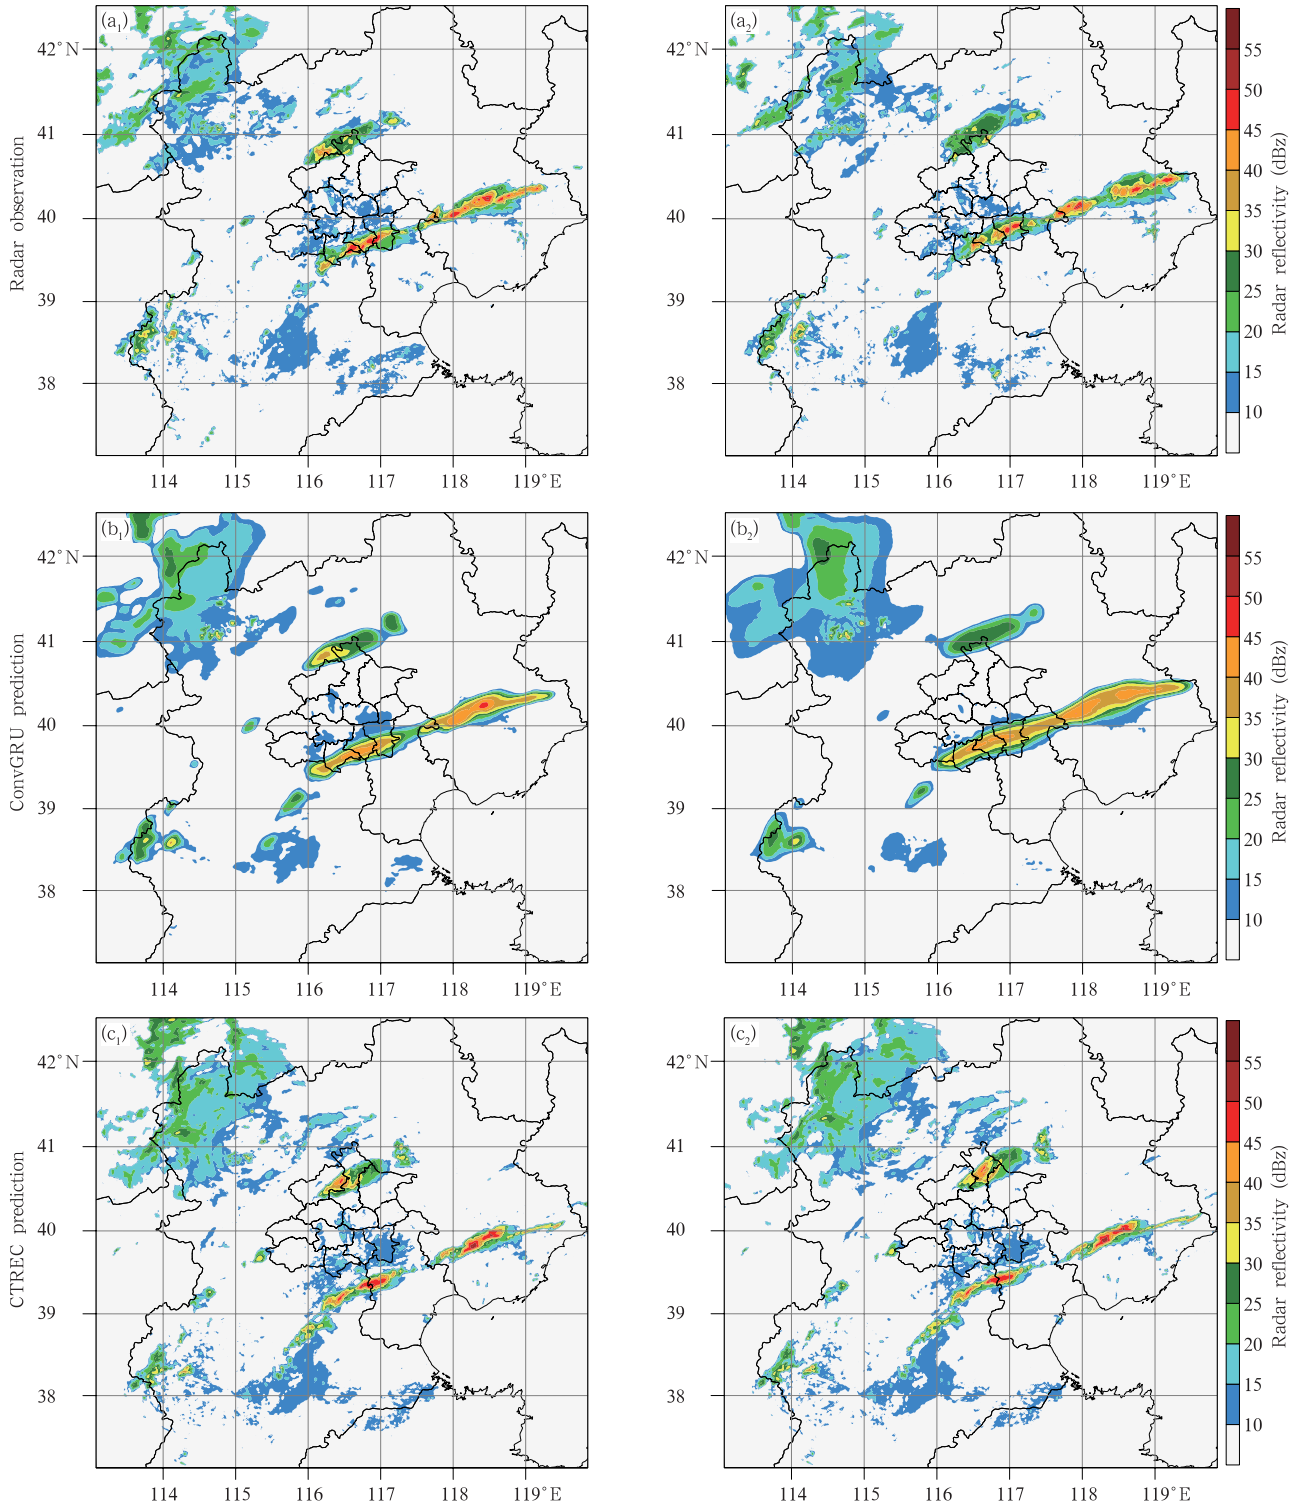 (a1)
(a2)
42°N
41
40
39
38
114 115 116 117 118 119°E
114 115 116 117 118 119°E
Radar observation
55
50
45
40
35
30
25
20
15
10
Radar reflectivity (dBz)
(b1)
(b2)
42°N
41
40
39
38
42°N
41
40
39
38
114 115 116 117 118 119°E
114 115 116 117 118 119°E
ConvGRU prediction
55
50
45
40
35
30
25
20
15
10
Radar reflectivity (dBz)
(c1)
(c2)
42°N
41
40
39
38
42°N
41
40
39
38
114 115 116 117 118 119°E
114 115 116 117 118 119°E
CTREC prediction
55
50
45
40
35
30
25
20
15
10
Radar reflectivity (dBz)
42°N
41
40
39
38